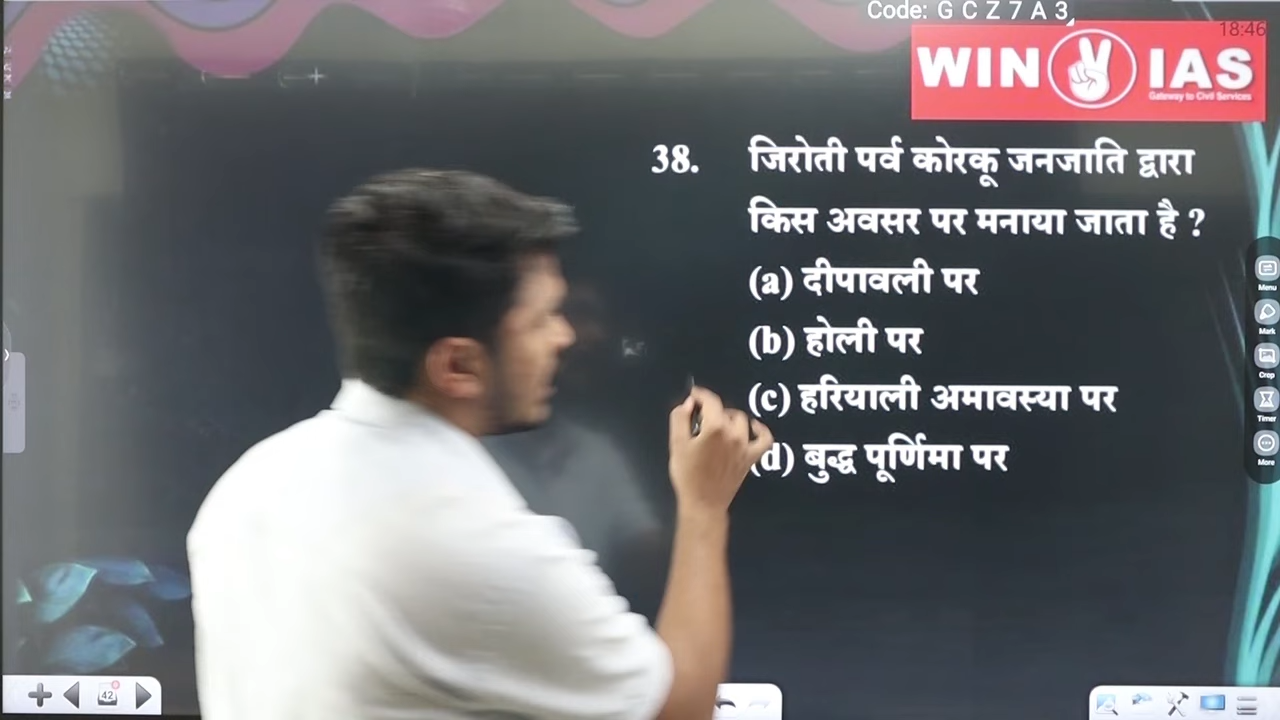 Code: G C Z 7 A 3
18:46
WIN IAS
Gateway to Civil Services
38. जिरोती पर्व कोरकू जनजाति द्वारा
किस अवसर पर मनाया जाता है ?
(a) दीपावली पर
(b) होली पर
(c) हरियाली अमावस्या पर
(d) बुद्ध पूर्णिमा पर
Menu
Mark
Crop
Timer
More
42